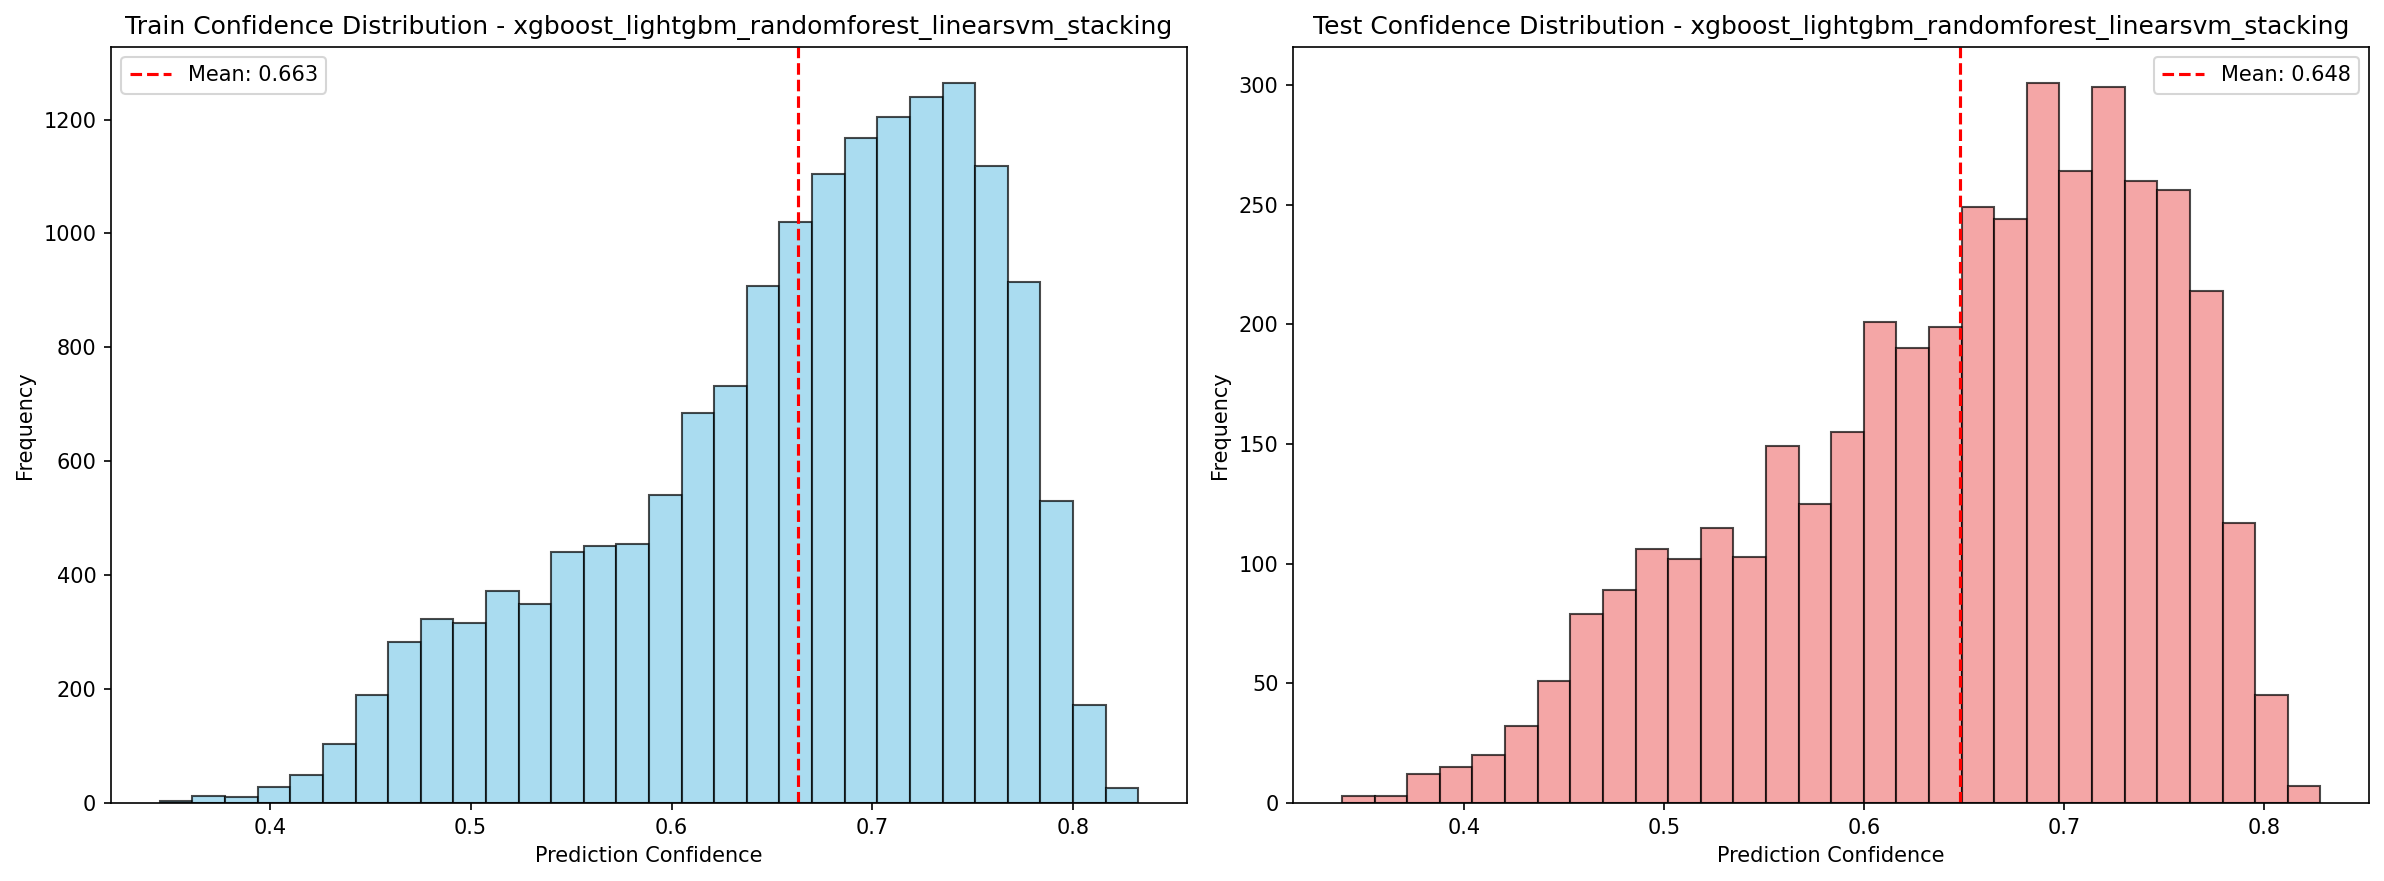 Train Confidence Distribution - xgboost_lightgbm_randomforest_linearsvm_stacking
Mean: 0.663
1200
1000
800
600
400
200
0
Frequency
0.4 0.5 0.6 0.7 0.8
Prediction Confidence
Test Confidence Distribution - xgboost_lightgbm_randomforest_linearsvm_stacking
Mean: 0.648
300
250
200
150
100
50
0
Frequency
0.4 0.5 0.6 0.7 0.8
Prediction Confidence